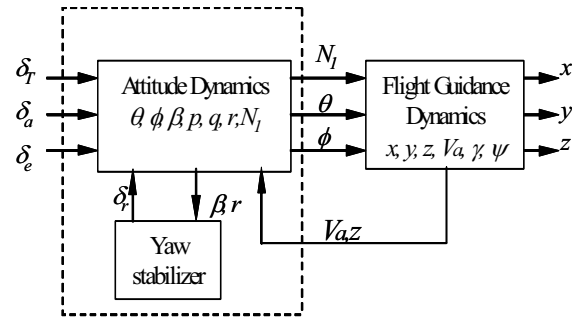 δT
δa
δe
Attitude Dynamics
θ, ϕ, β, p, q, r, N1
N1
θ
ϕ
Flight Guidance
Dynamics
x, y, z, Va, γ, ψ
x
y
z
δr
β, r
Va,z
Yaw
stabilizer